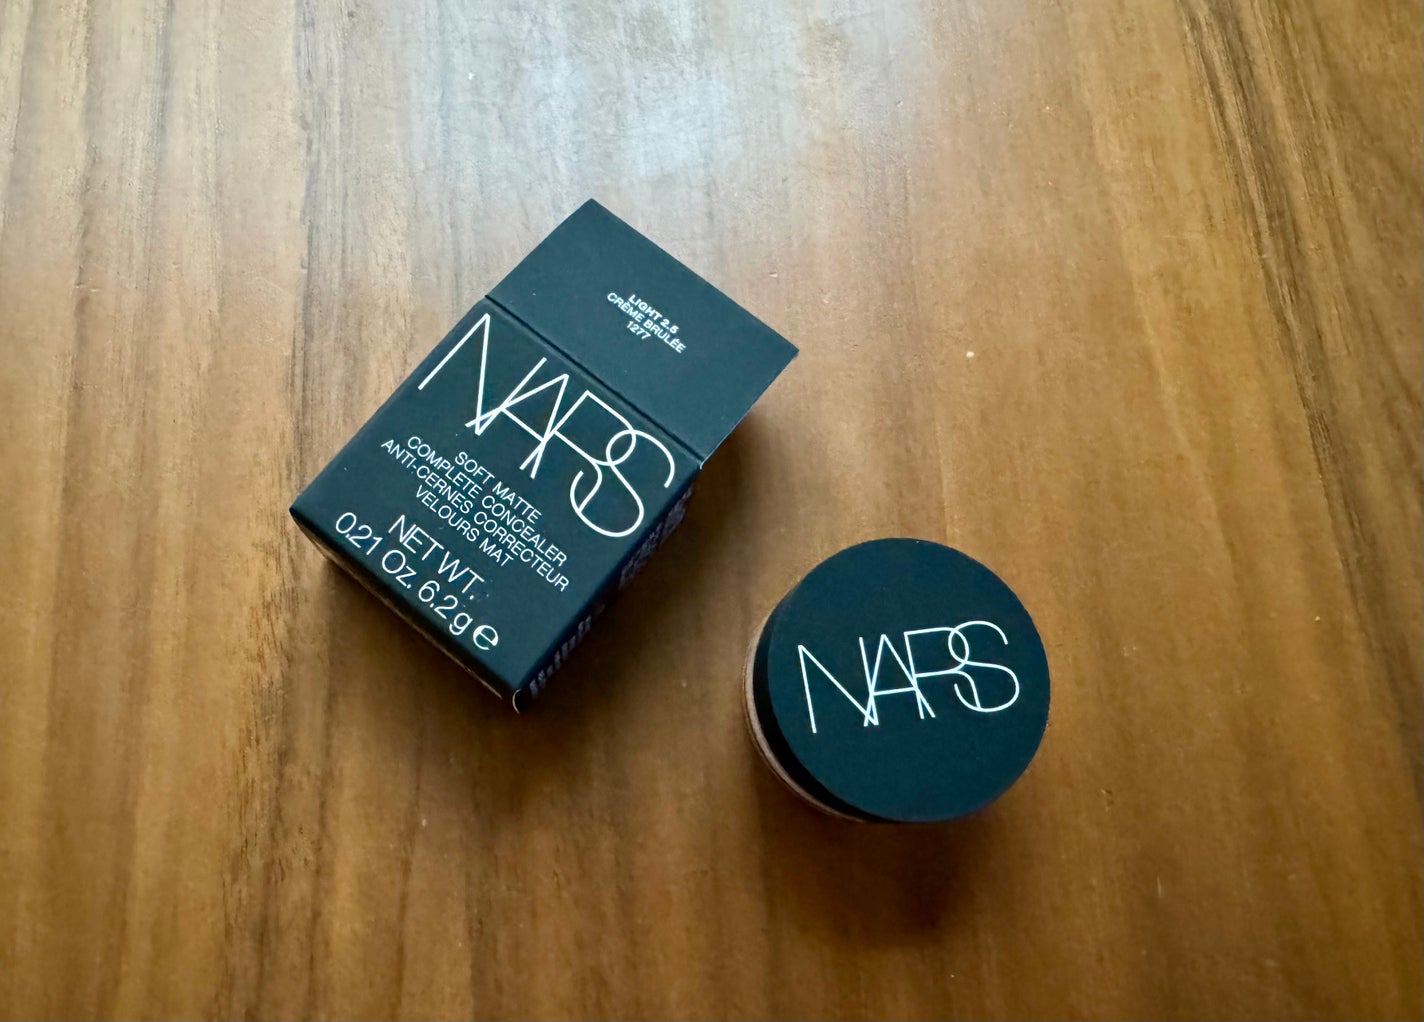 LIGHT 2.5
CRÈME BRULÉE
1277
NARS
SOFT MATTE
COMPLETE CONCEALER
ANTI-CERNES CORRECTEUR
VELOURS MAT
NET WT.
0.21 Oz. 6.2 g e
NARS